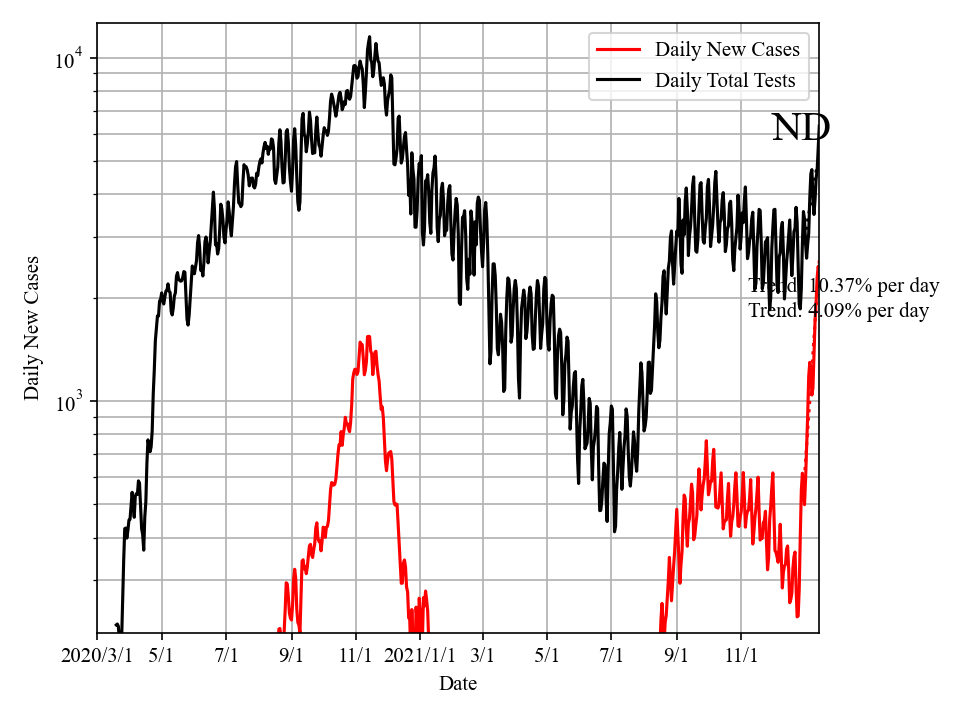 Daily New Cases
Daily Total Tests
ND
Trend: 10.37% per day
Trend: 4.09% per day
10^4
10^3
Daily New Cases
2020/3/1 5/1 7/1 9/1 11/1 2021/1/1 3/1 5/1 7/1 9/1 11/1
Date